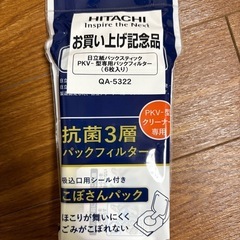 HITACHI
Inspire the Next
お買い上げ記念品
日立紙パックスティック
PKV-型専用パックフィルター
(6枚入り)
QA-5322
PKV-型
クリーナー
専用
抗菌3層
パックフィルター
吸込口用シール付き
こぼさんパック
ほこりが舞いにくく
ごみがこぼれない